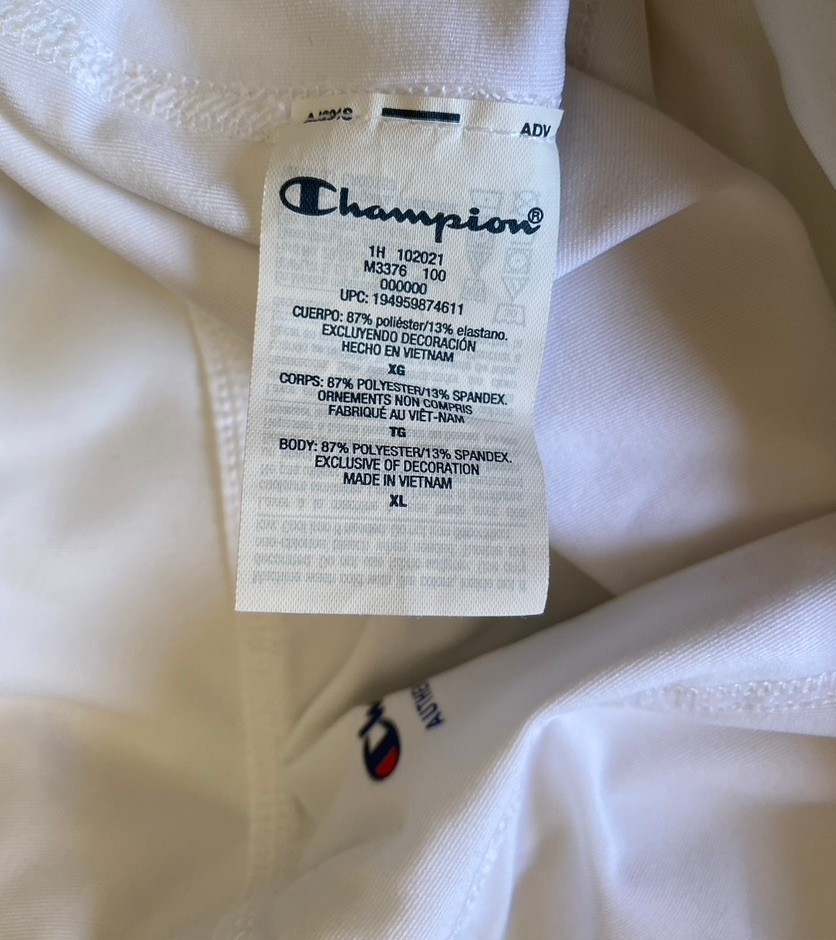 ADV
Champion®
1H 102021
M3376 100
000000
UPC: 194959874611
CUERPO: 87% poliéster/13% elastano.
EXCLUYENDO DECORACIÓN
HECHO EN VIETNAM
XG
CORPS: 87% POLYESTER/13% SPANDEX.
ORNEMENTS NON COMPRIS
FABRIQUÉ AU VIÊT-NAM
TG
BODY: 87% POLYESTER/13% SPANDEX.
EXCLUSIVE OF DECORATION
MADE IN VIETNAM
XL
AUTHE
Ch